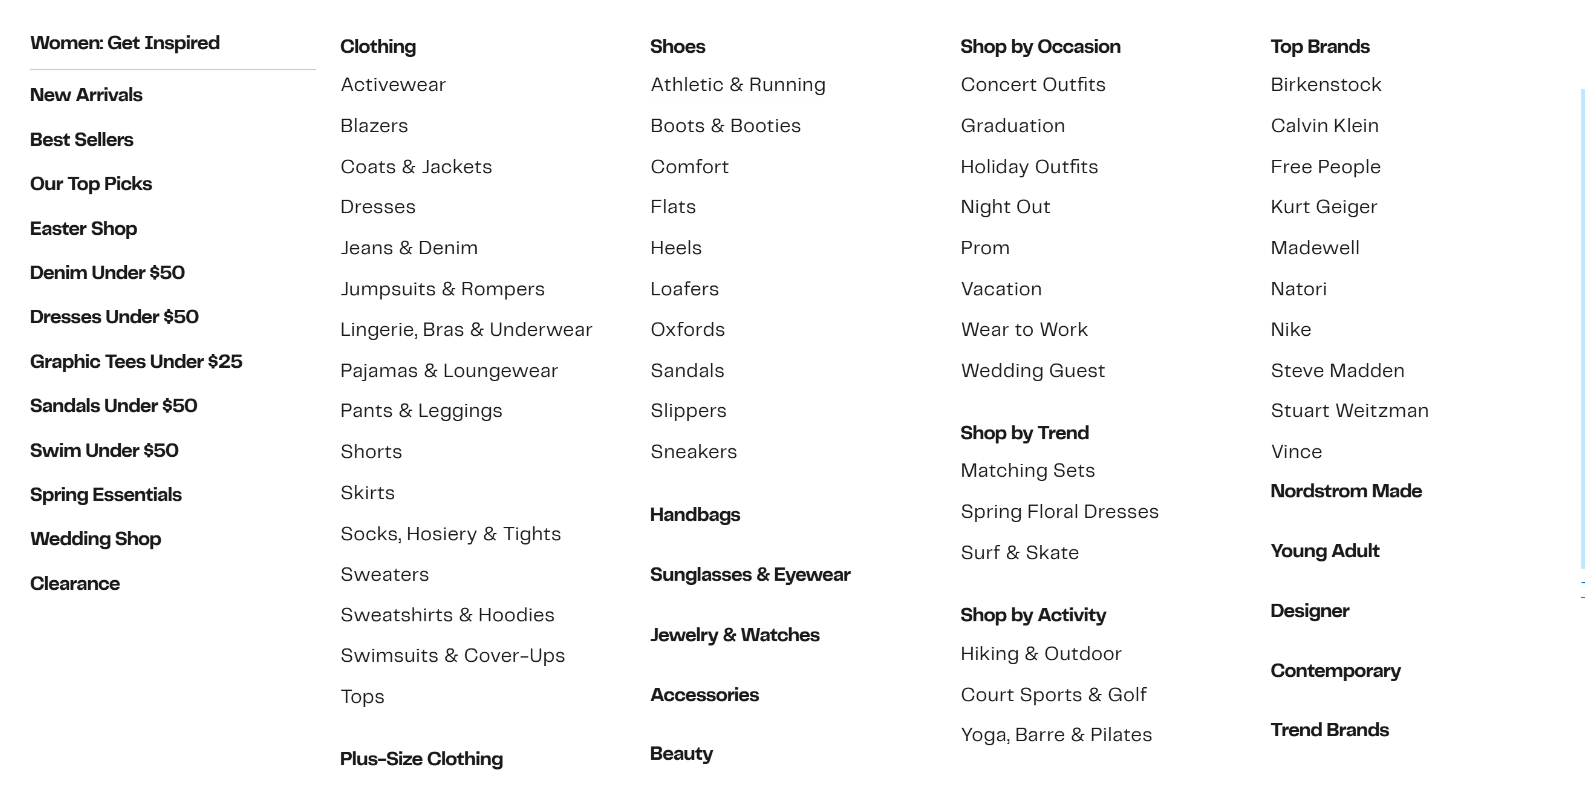 Women: Get Inspired
New Arrivals
Best Sellers
Our Top Picks
Easter Shop
Denim Under $50
Dresses Under $50
Graphic Tees Under $25
Sandals Under $50
Swim Under $50
Spring Essentials
Wedding Shop
Clearance
Clothing
Activewear
Blazers
Coats & Jackets
Dresses
Jeans & Denim
Jumpsuits & Rompers
Lingerie, Bras & Underwear
Pajamas & Loungewear
Pants & Leggings
Shorts
Skirts
Socks, Hosiery & Tights
Sweaters
Sweatshirts & Hoodies
Swimsuits & Cover-Ups
Tops
Plus-Size Clothing
Shoes
Athletic & Running
Boots & Booties
Comfort
Flats
Heels
Loafers
Oxfords
Sandals
Slippers
Sneakers
Handbags
Sunglasses & Eyewear
Jewelry & Watches
Accessories
Beauty
Shop by Occasion
Concert Outfits
Graduation
Holiday Outfits
Night Out
Prom
Vacation
Wear to Work
Wedding Guest
Shop by Trend
Matching Sets
Spring Floral Dresses
Surf & Skate
Shop by Activity
Hiking & Outdoor
Court Sports & Golf
Yoga, Barre & Pilates
Top Brands
Birkenstock
Calvin Klein
Free People
Kurt Geiger
Madewell
Natori
Nike
Steve Madden
Stuart Weitzman
Vince
Nordstrom Made
Young Adult
Designer
Contemporary
Trend Brands